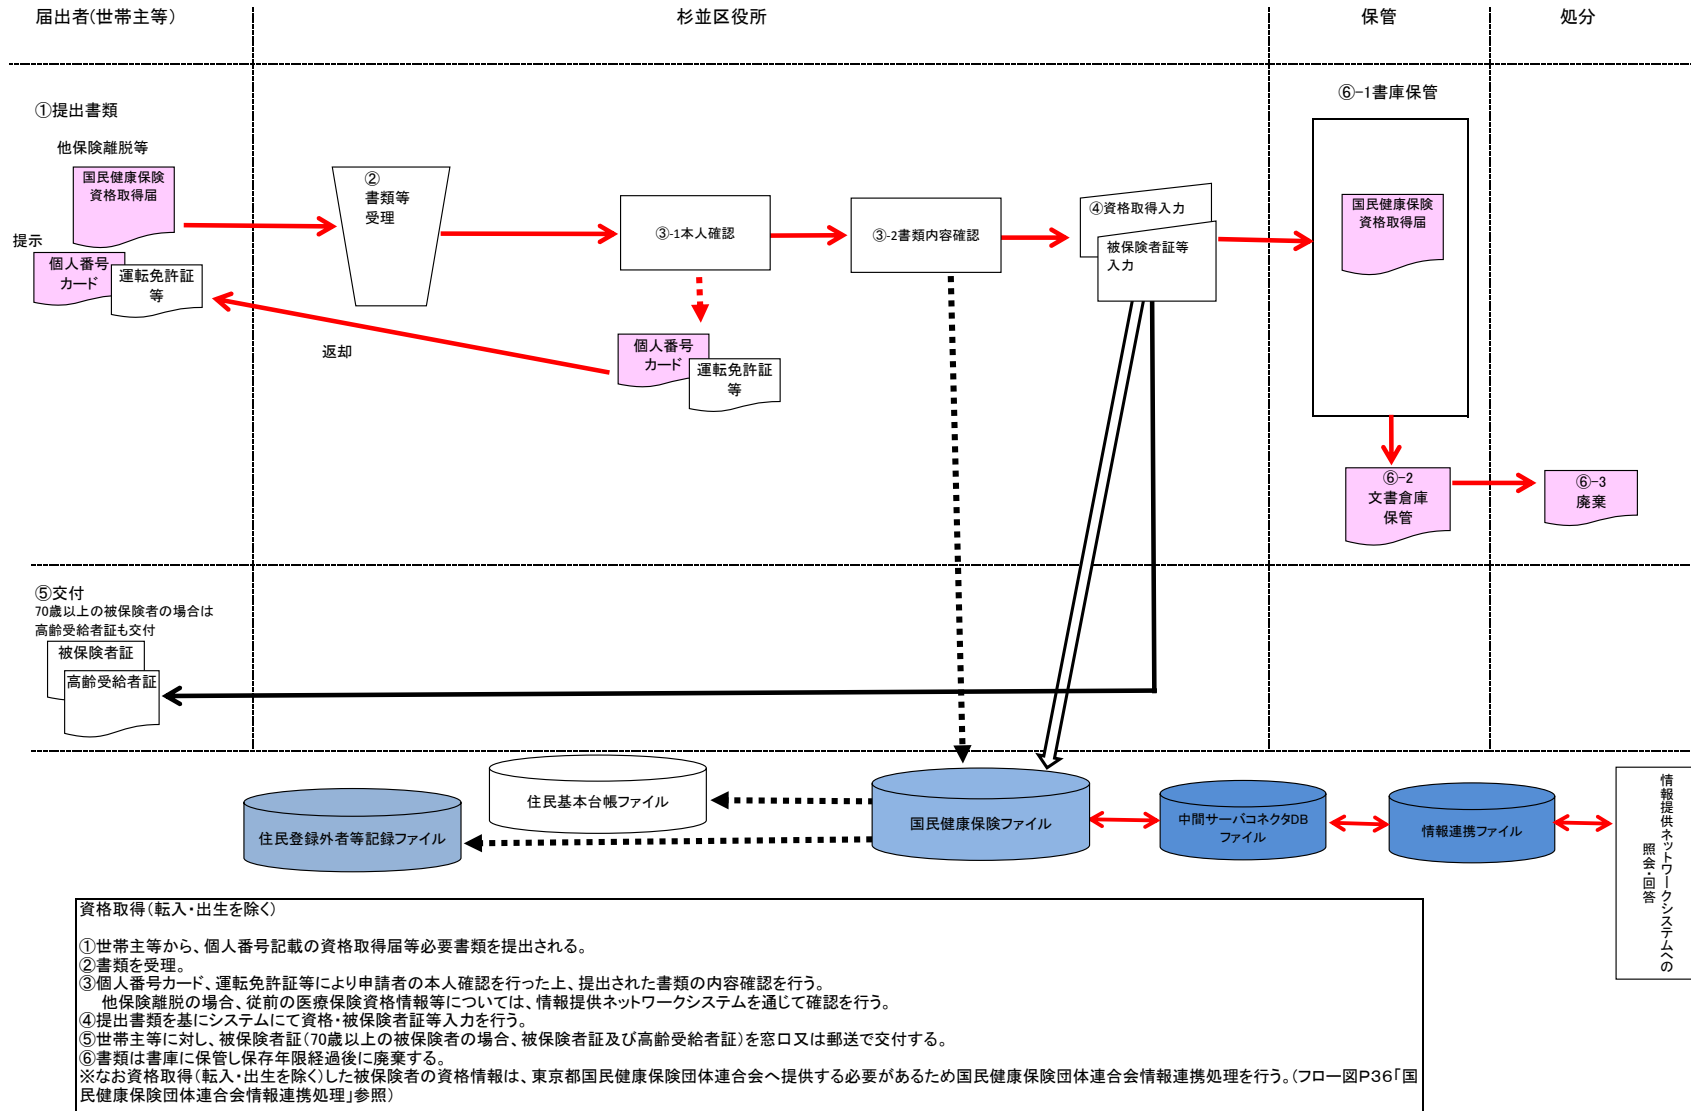 届出者(世帯主等)
杉並区役所
保管
処分
①提出書類
他保険離脱等
国民健康保険
資格取得届
提示
個人番号
カード
運転免許証
等
②
書類等
受理
③-1本人確認
③-2書類内容確認
④資格取得入力
被保険者証等
入力
⑥-1書庫保管
国民健康保険
資格取得届
返却
個人番号
カード
運転免許証
等
⑥-2
文書倉庫
保管
⑥-3
廃棄
⑤交付
70歳以上の被保険者の場合は
高齢受給者証も交付
被保険者証
高齢受給者証
住民基本台帳ファイル
住民登録外者等記録ファイル
国民健康保険ファイル
中間サーバコネクタDB
ファイル
情報連携ファイル
情報提供ネットワークシステムへの
照会・回答
資格取得(転入・出生を除く)
①世帯主等から、個人番号記載の資格取得届等必要書類を提出される。
②書類を受理。
③個人番号カード、運転免許証等により申請者の本人確認を行った上、提出された書類の内容確認を行う。
他保険離脱の場合、従前の医療保険資格情報等については、情報提供ネットワークシステムを通じて確認を行う。
④提出書類を基にシステムにて資格・被保険者証等入力を行う。
⑤世帯主等に対し、被保険者証(70歳以上の被保険者の場合、被保険者証及び高齢受給者証)を窓口又は郵送で交付する。
⑥書類は書庫に保管し保存年限経過後に廃棄する。
※なお資格取得(転入・出生を除く)した被保険者の資格情報は、東京都国民健康保険団体連合会へ提供する必要があるため国民健康保険団体連合会情報連携処理を行う。(フロー図P36「国
民健康保険団体連合会情報連携処理」参照)